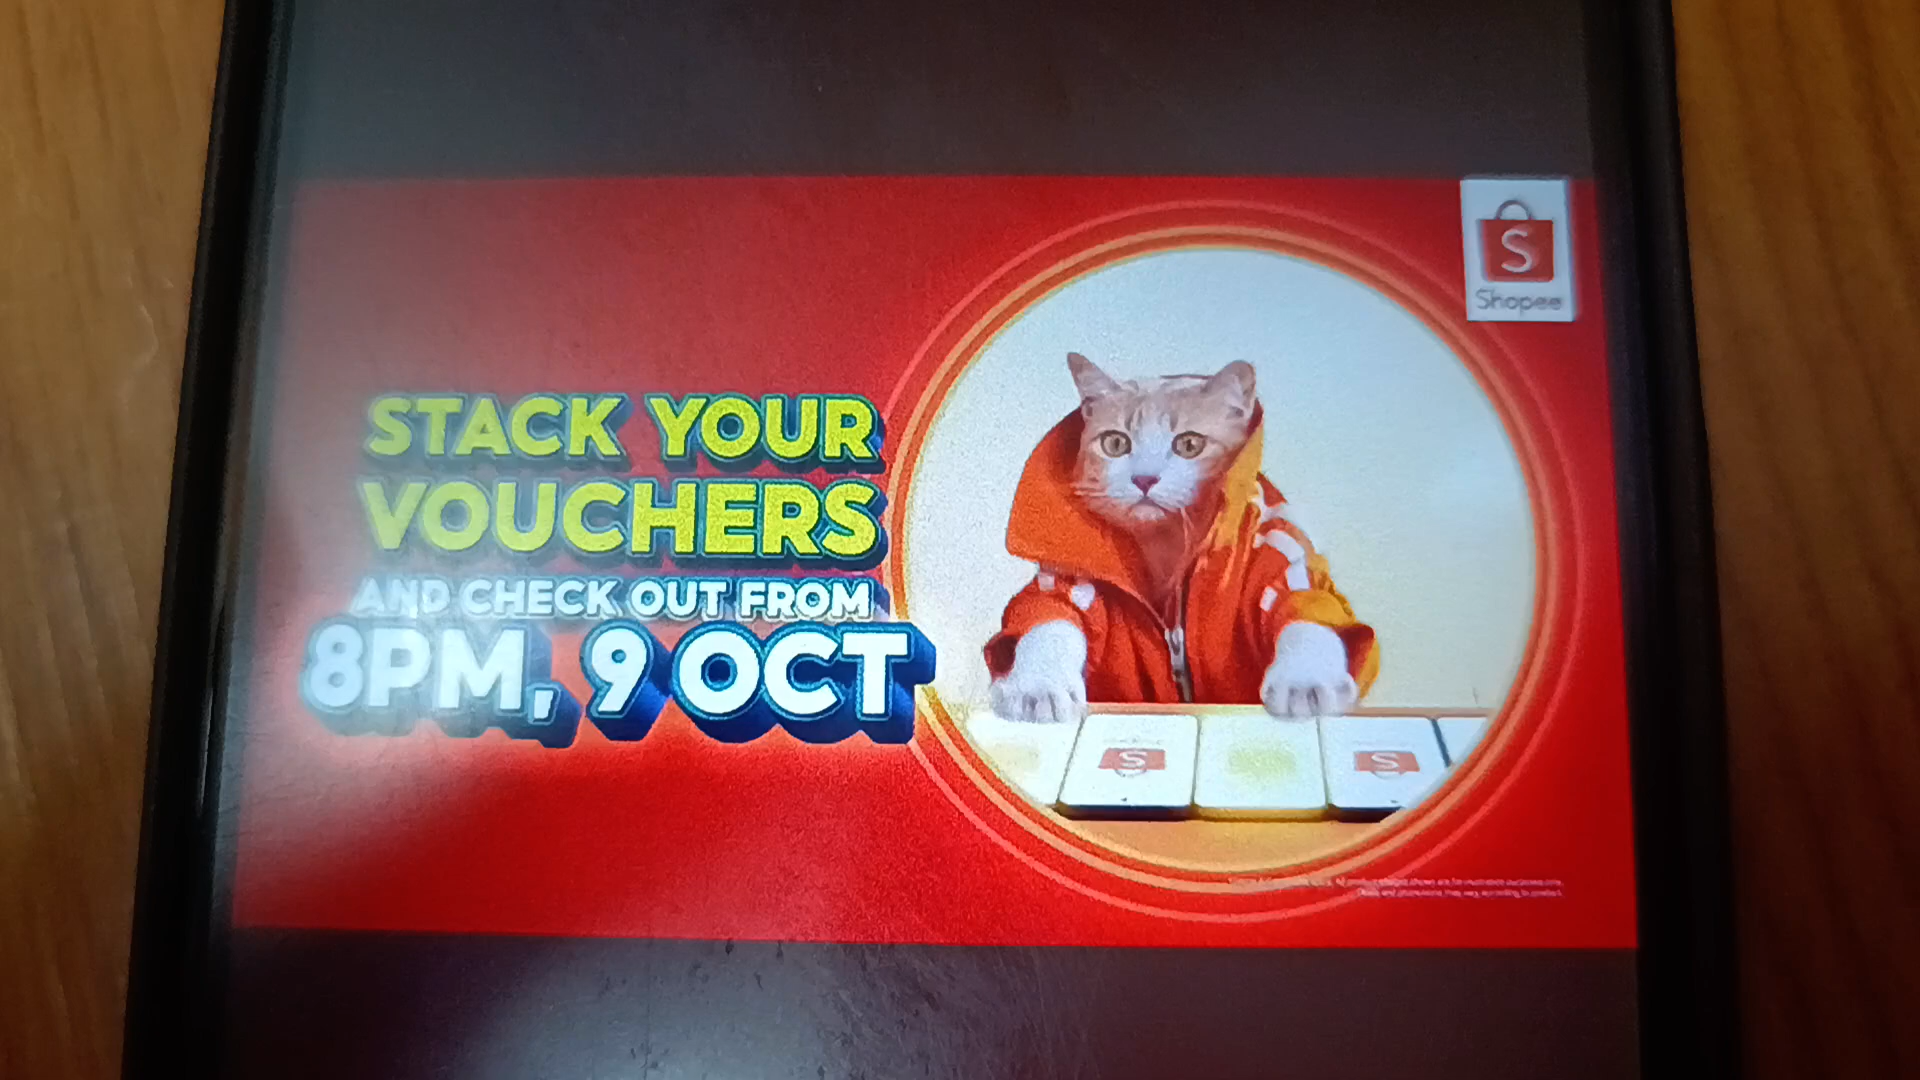 STACK YOUR
VOUCHERS
AND CHECK OUT FROM
8PM, 9 OCT
S
Shopee
S
S